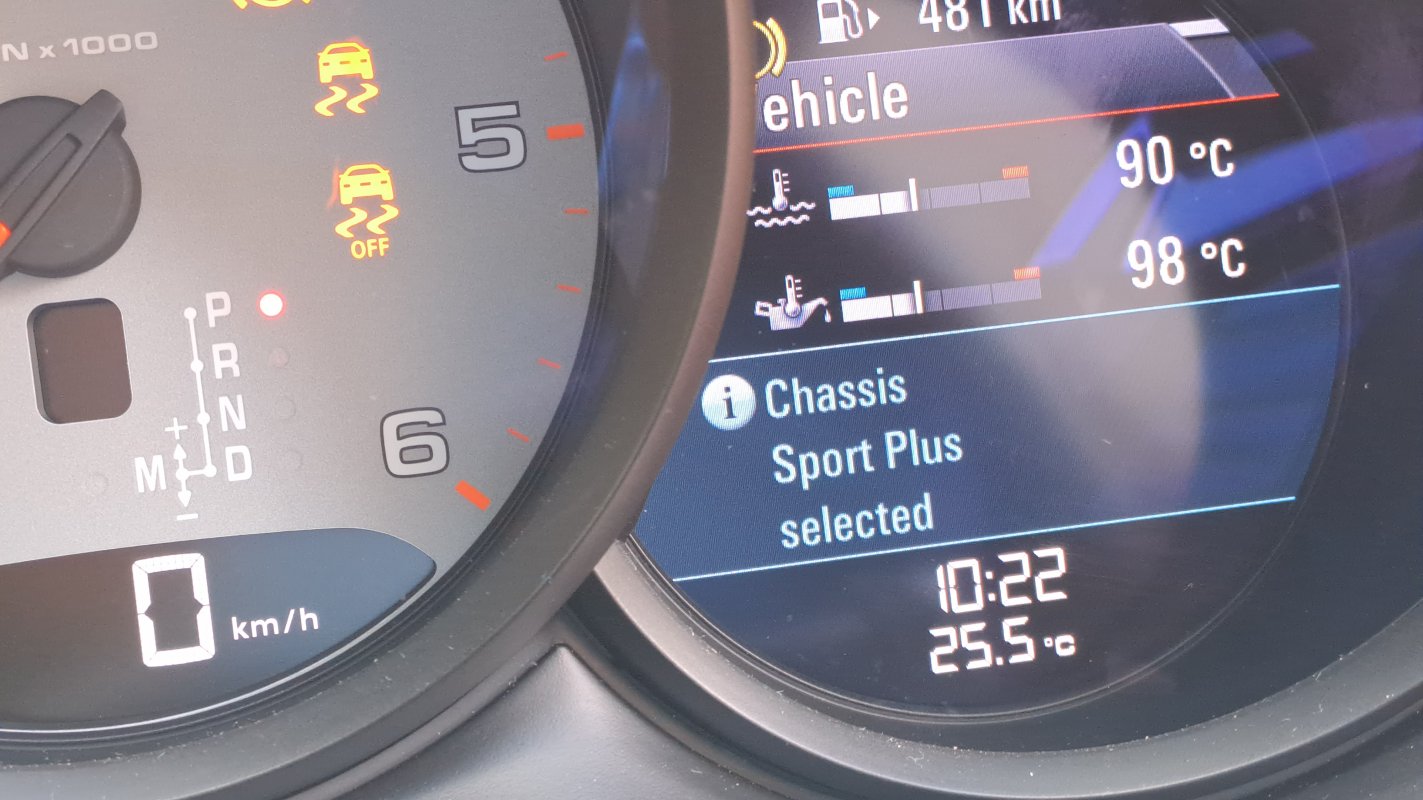 N x 1000
5
OFF
P
R
N
+
M D
−
6
0 km/h
481 km
ehicle
90 °C
98 °C
i Chassis
Sport Plus
selected
10:22
25.5 °C